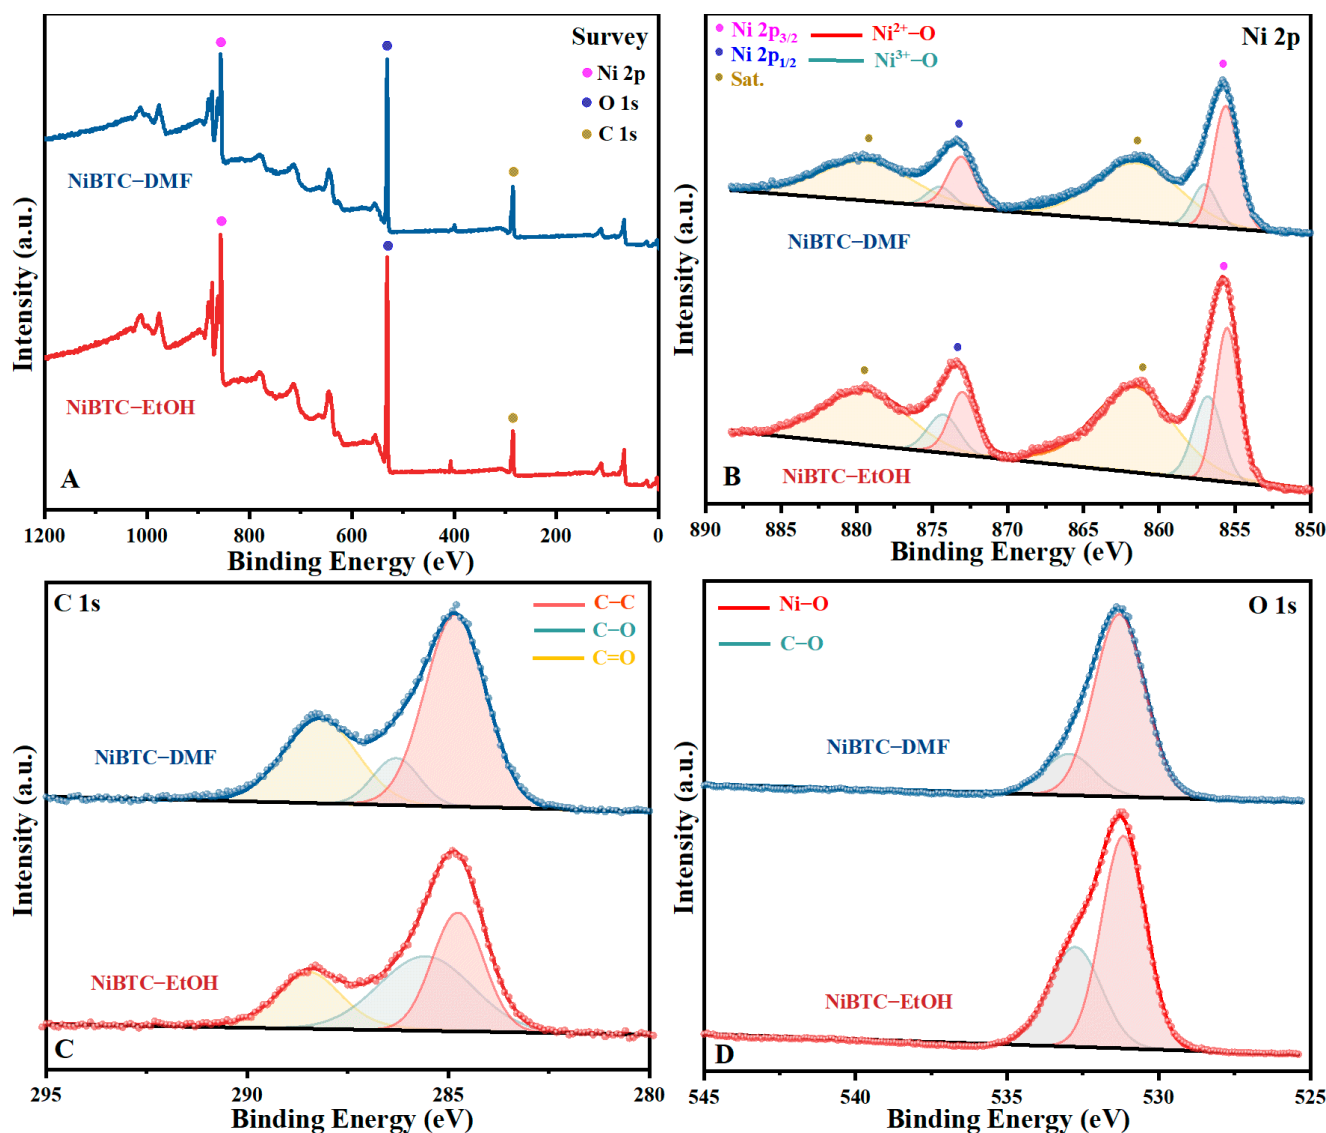 Survey
Ni 2p
O 1s
C 1s
NiBTC−DMF
NiBTC−EtOH
A
Intensity (a.u.)
1200 1000 800 600 400 200 0
Binding Energy (eV)
Ni 2p₃/₂ Ni²⁺−O
Ni 2p₁/₂ Ni³⁺−O
Sat.
Ni 2p
NiBTC−DMF
NiBTC−EtOH
B
Intensity (a.u.)
890 885 880 875 870 865 860 855 850
Binding Energy (eV)
C 1s
C−C
C−O
C=O
NiBTC−DMF
NiBTC−EtOH
C
Intensity (a.u.)
295 290 285 280
Binding Energy (eV)
Ni−O
C−O
O 1s
NiBTC−DMF
NiBTC−EtOH
D
Intensity (a.u.)
545 540 535 530 525
Binding Energy (eV)